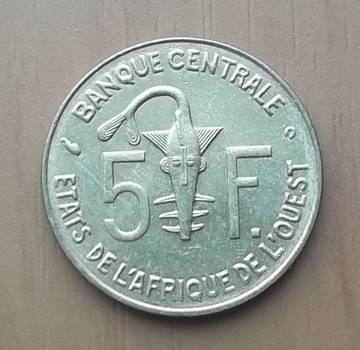 BANQUE CENTRALE
5 F.
ETATS DE L'AFRIQUE DE L'OUEST